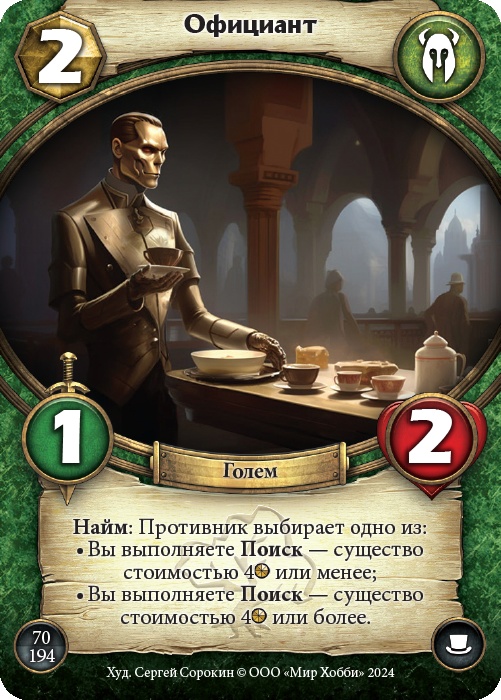 Официант
2
1
2
Голем
Найм: Противник выбирает одно из:
• Вы выполняете Поиск — существо
стоимостью 4 или менее;
• Вы выполняете Поиск — существо
стоимостью 4 или более.
70
194
Худ. Сергей Сорокин © ООО «Мир Хобби» 2024